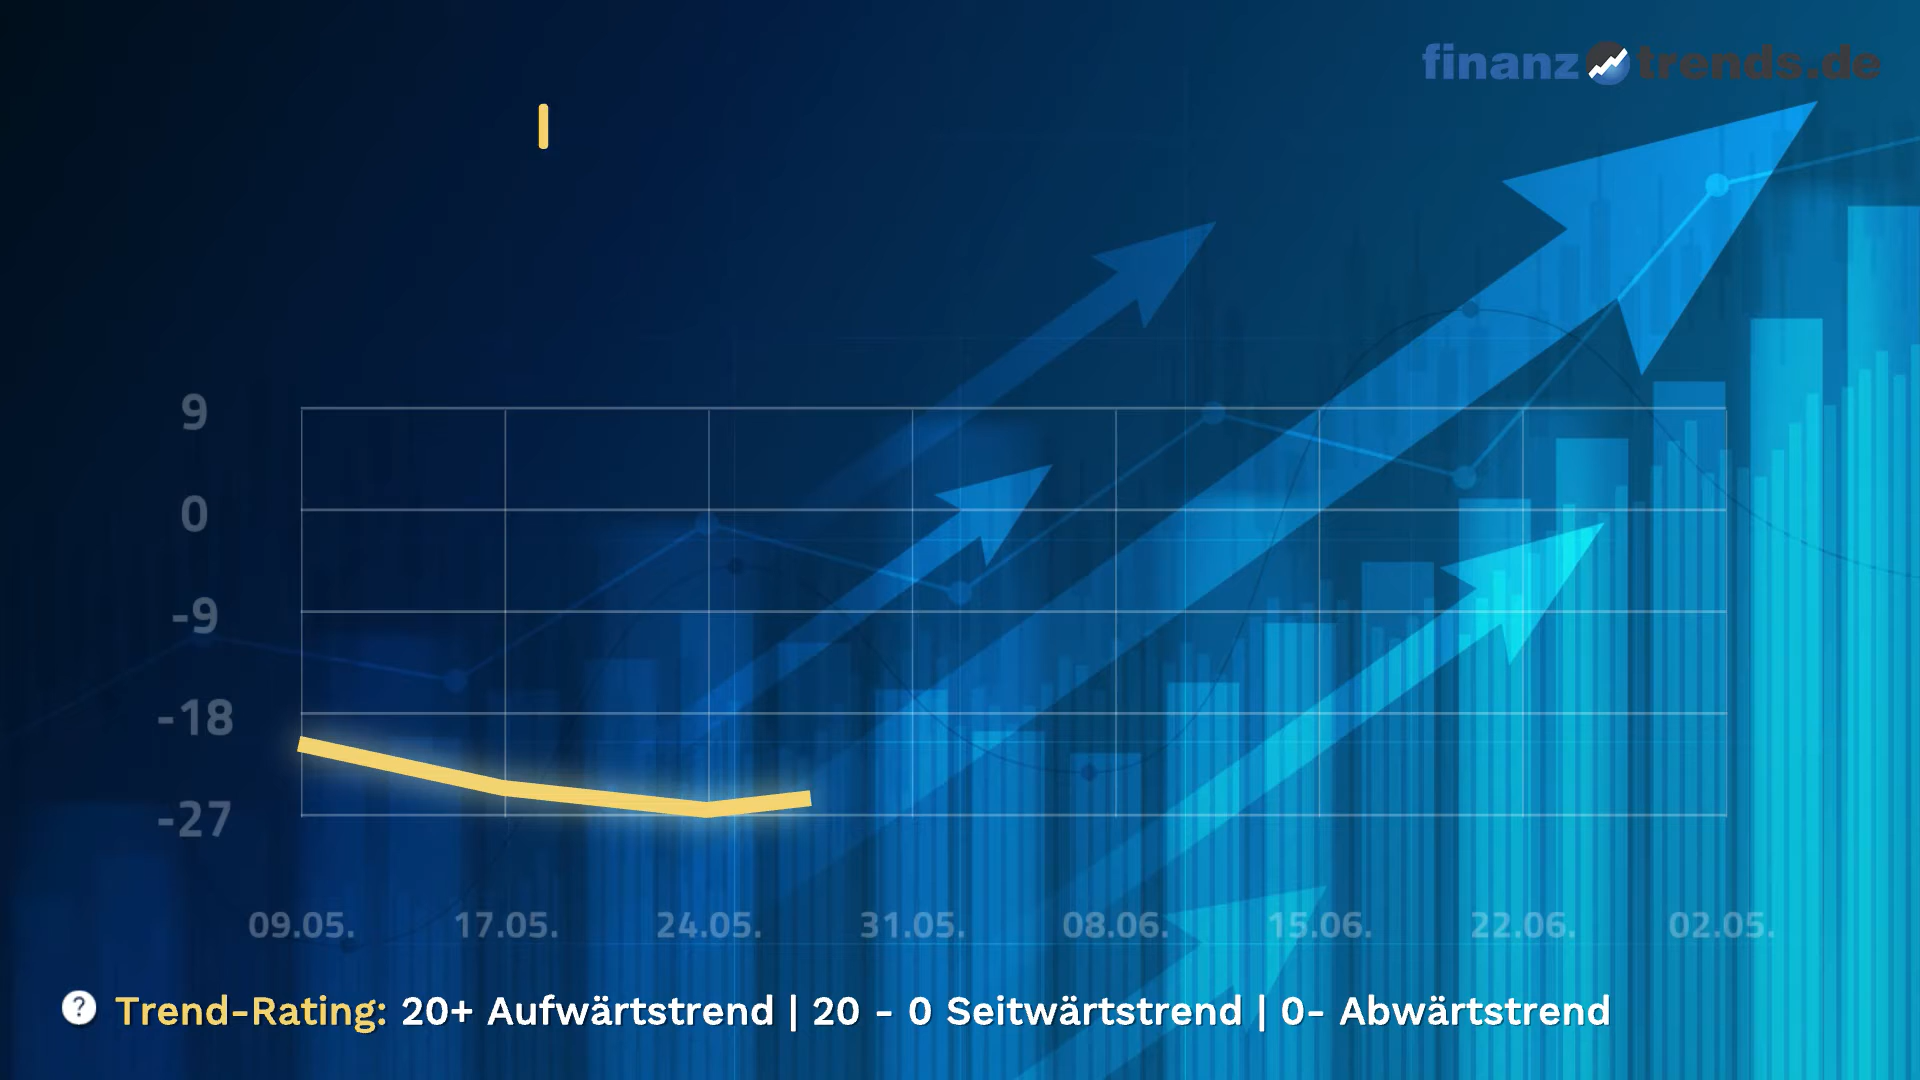 finanztrends.de
9
0
-9
-18
-27
09.05. 17.05. 24.05. 31.05. 08.06. 15.06. 22.06. 02.05.
? Trend-Rating: 20+ Aufwärtstrend | 20 - 0 Seitwärtstrend | 0- Abwärtstrend